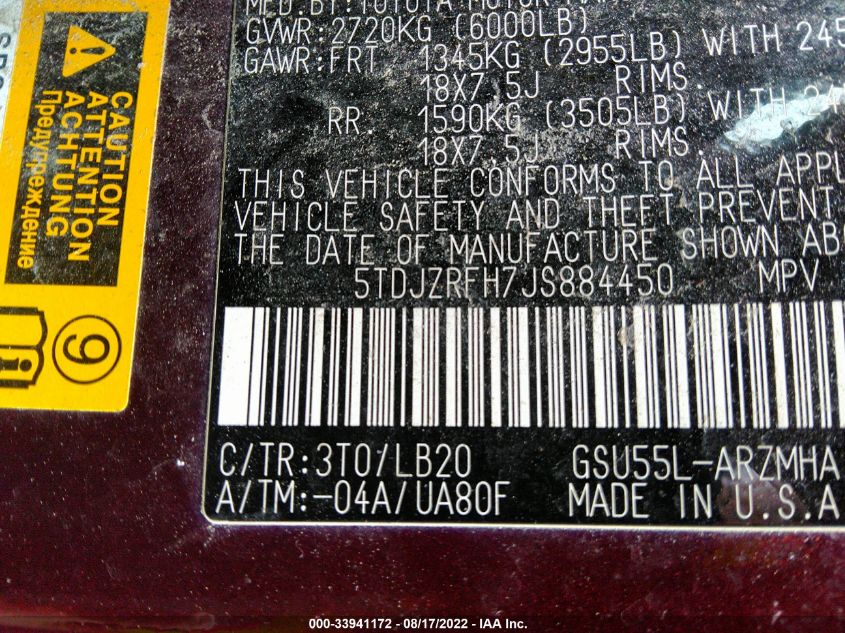 GVWR:2720KG (6000LB)
GAWR:FRT 1345KG (2955LB) WITH 245
18X7.5J RIMS
RR. 1590KG (3505LB) WITH 24
18X7.5J RIMS
THIS VEHICLE CONFORMS TO ALL APPL
VEHICLE SAFETY AND THEFT PREVENT
THE DATE OF MANUFACTURE SHOWN ABO
5TDJZRFH7JS884450 MPV
C/TR:3T0/LB20 GSU55L-ARZMHA
A/TM:-04A/UA80F MADE IN U.S.A
CAUTION
ATTENTION
ACHTUNG
Предупреждение
9
000-33941172 - 08/17/2022 - IAA Inc.